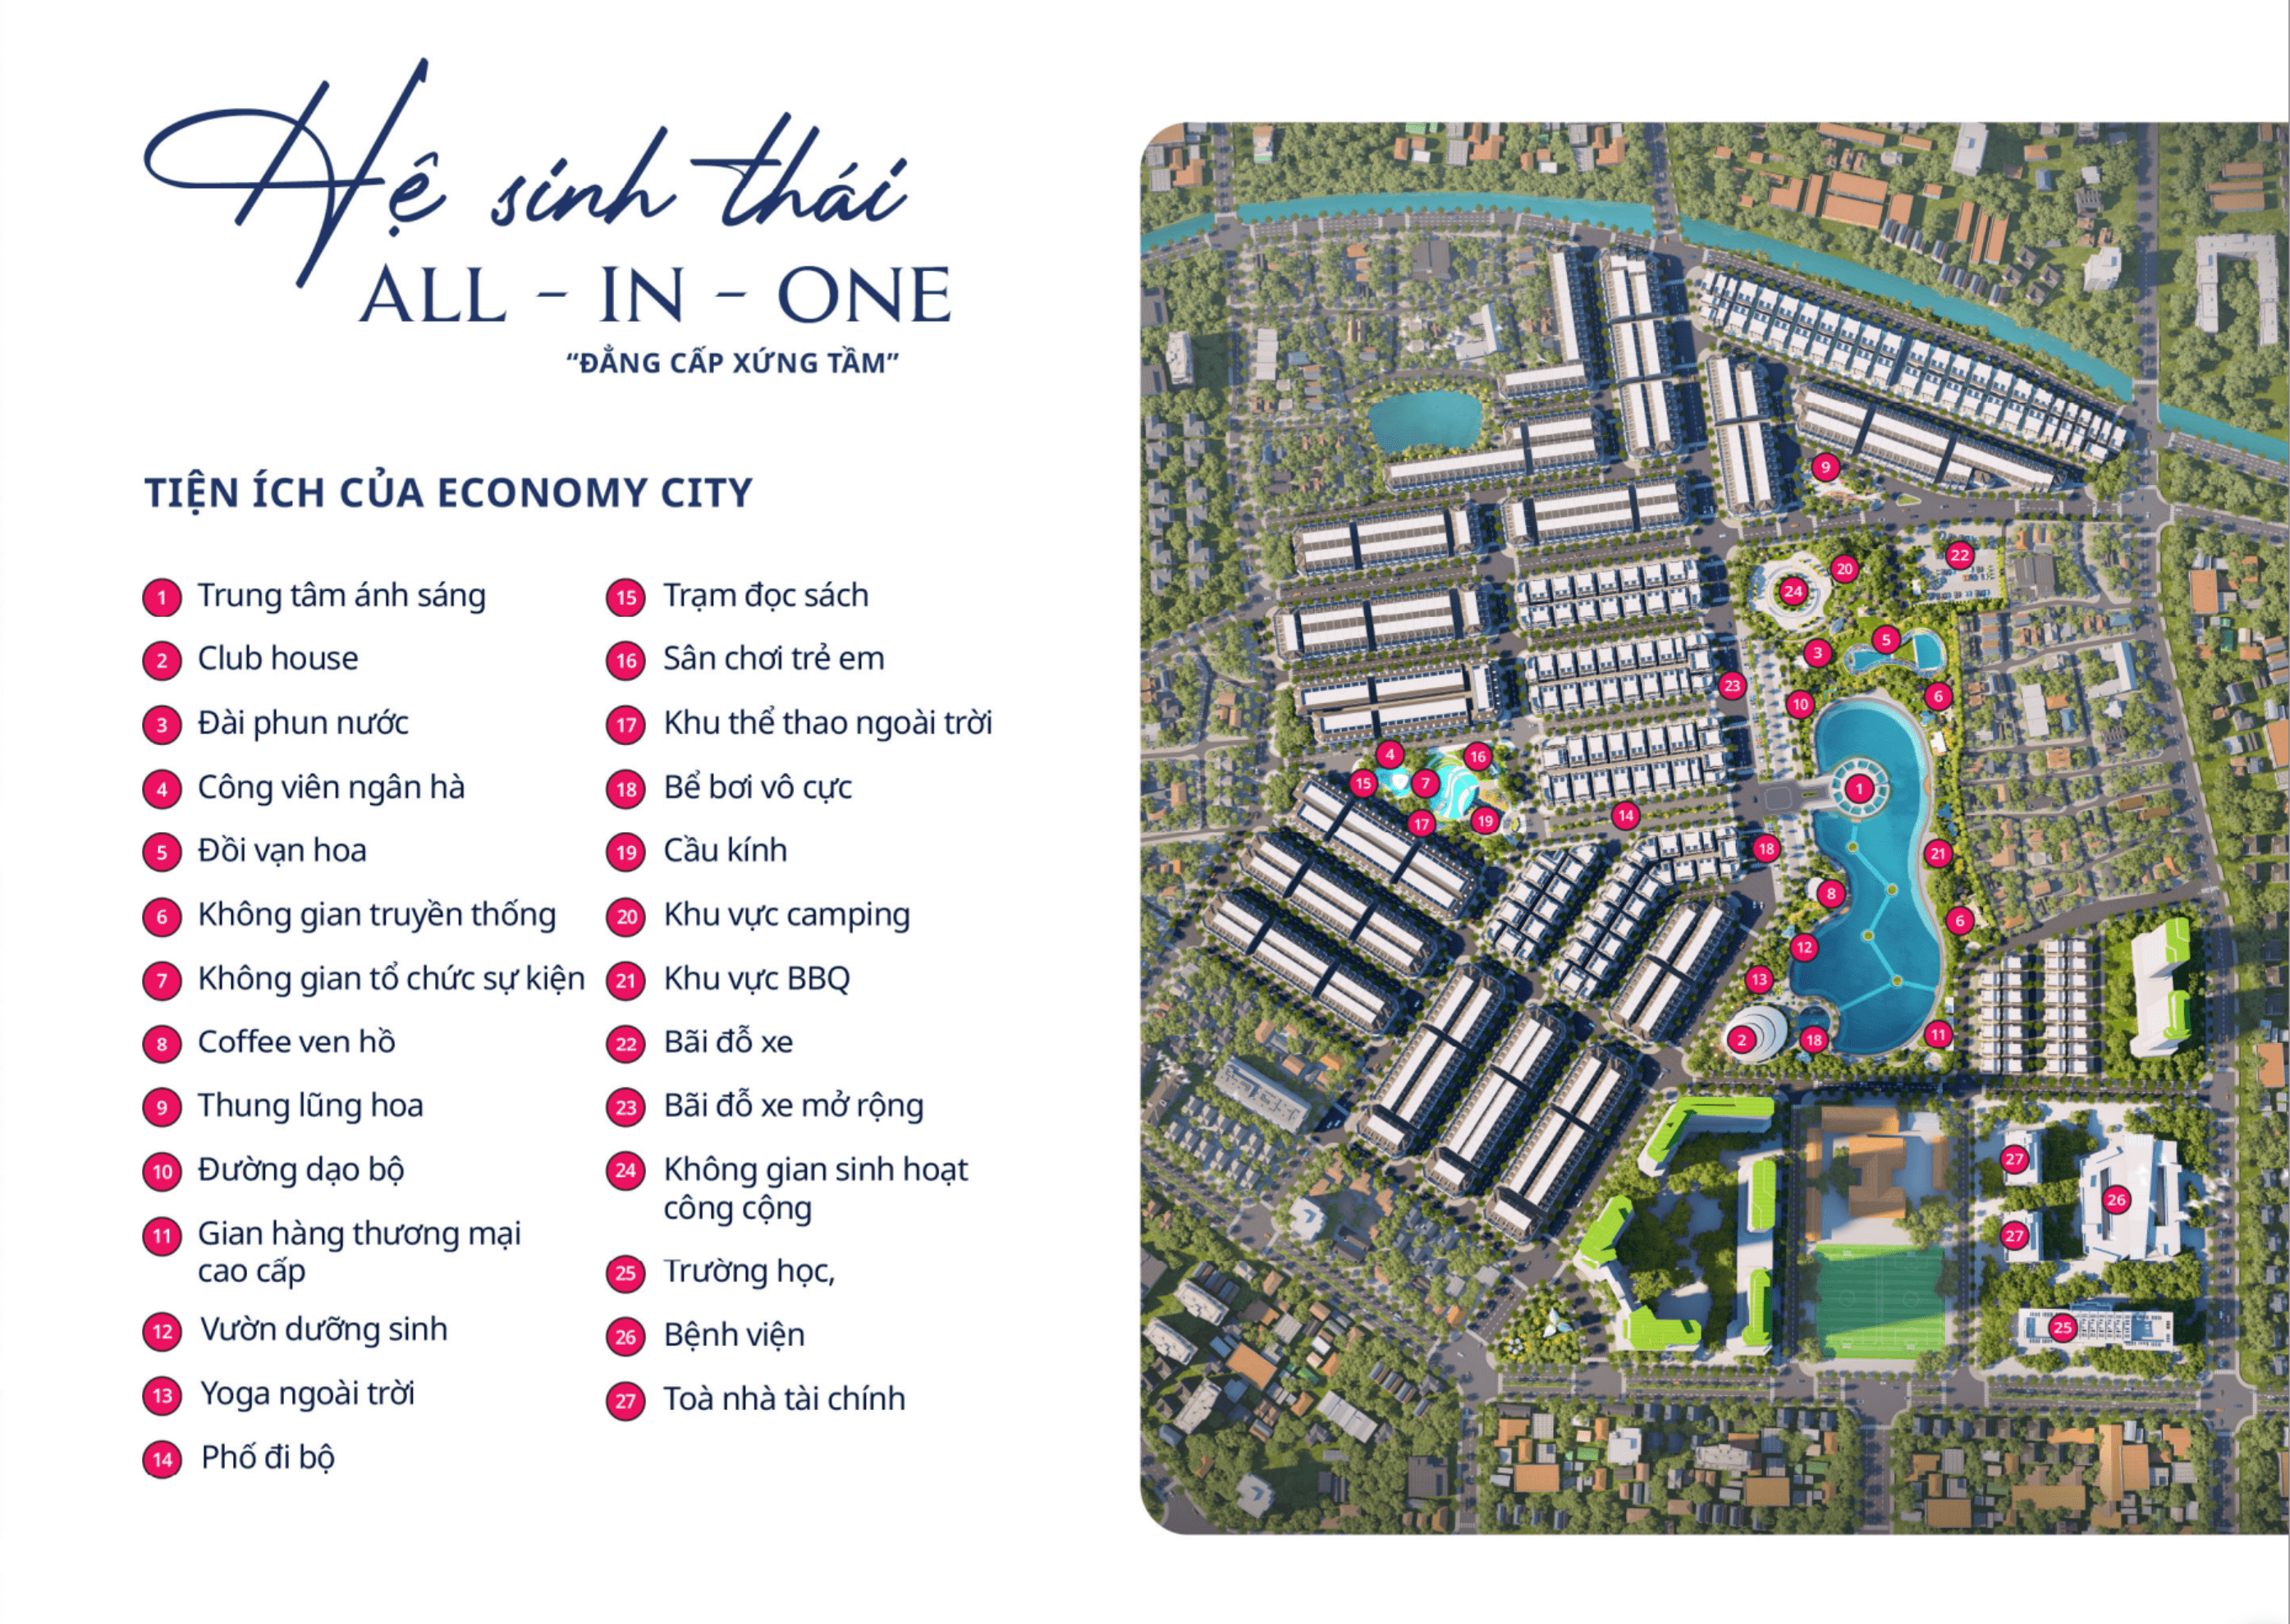 Hệ sinh thái
ALL - IN - ONE
“ĐẲNG CẤP XỨNG TẦM”
TIỆN ÍCH CỦA ECONOMY CITY
1 Trung tâm ánh sáng
2 Club house
3 Đài phun nước
4 Công viên ngân hà
5 Đồi vạn hoa
6 Không gian truyền thống
7 Không gian tổ chức sự kiện
8 Coffee ven hồ
9 Thung lũng hoa
10 Đường dạo bộ
11 Gian hàng thương mại
cao cấp
12 Vườn dưỡng sinh
13 Yoga ngoài trời
14 Phố đi bộ
15 Trạm đọc sách
16 Sân chơi trẻ em
17 Khu thể thao ngoài trời
18 Bể bơi vô cực
19 Cầu kính
20 Khu vực camping
21 Khu vực BBQ
22 Bãi đỗ xe
23 Bãi đỗ xe mở rộng
24 Không gian sinh hoạt
công cộng
25 Trường học,
26 Bệnh viện
27 Toà nhà tài chính
9
22
20
24
5
3
23
6
10
4
16
15
7
1
14
17
19
18
21
8
6
12
13
11
2
18
27
26
27
25